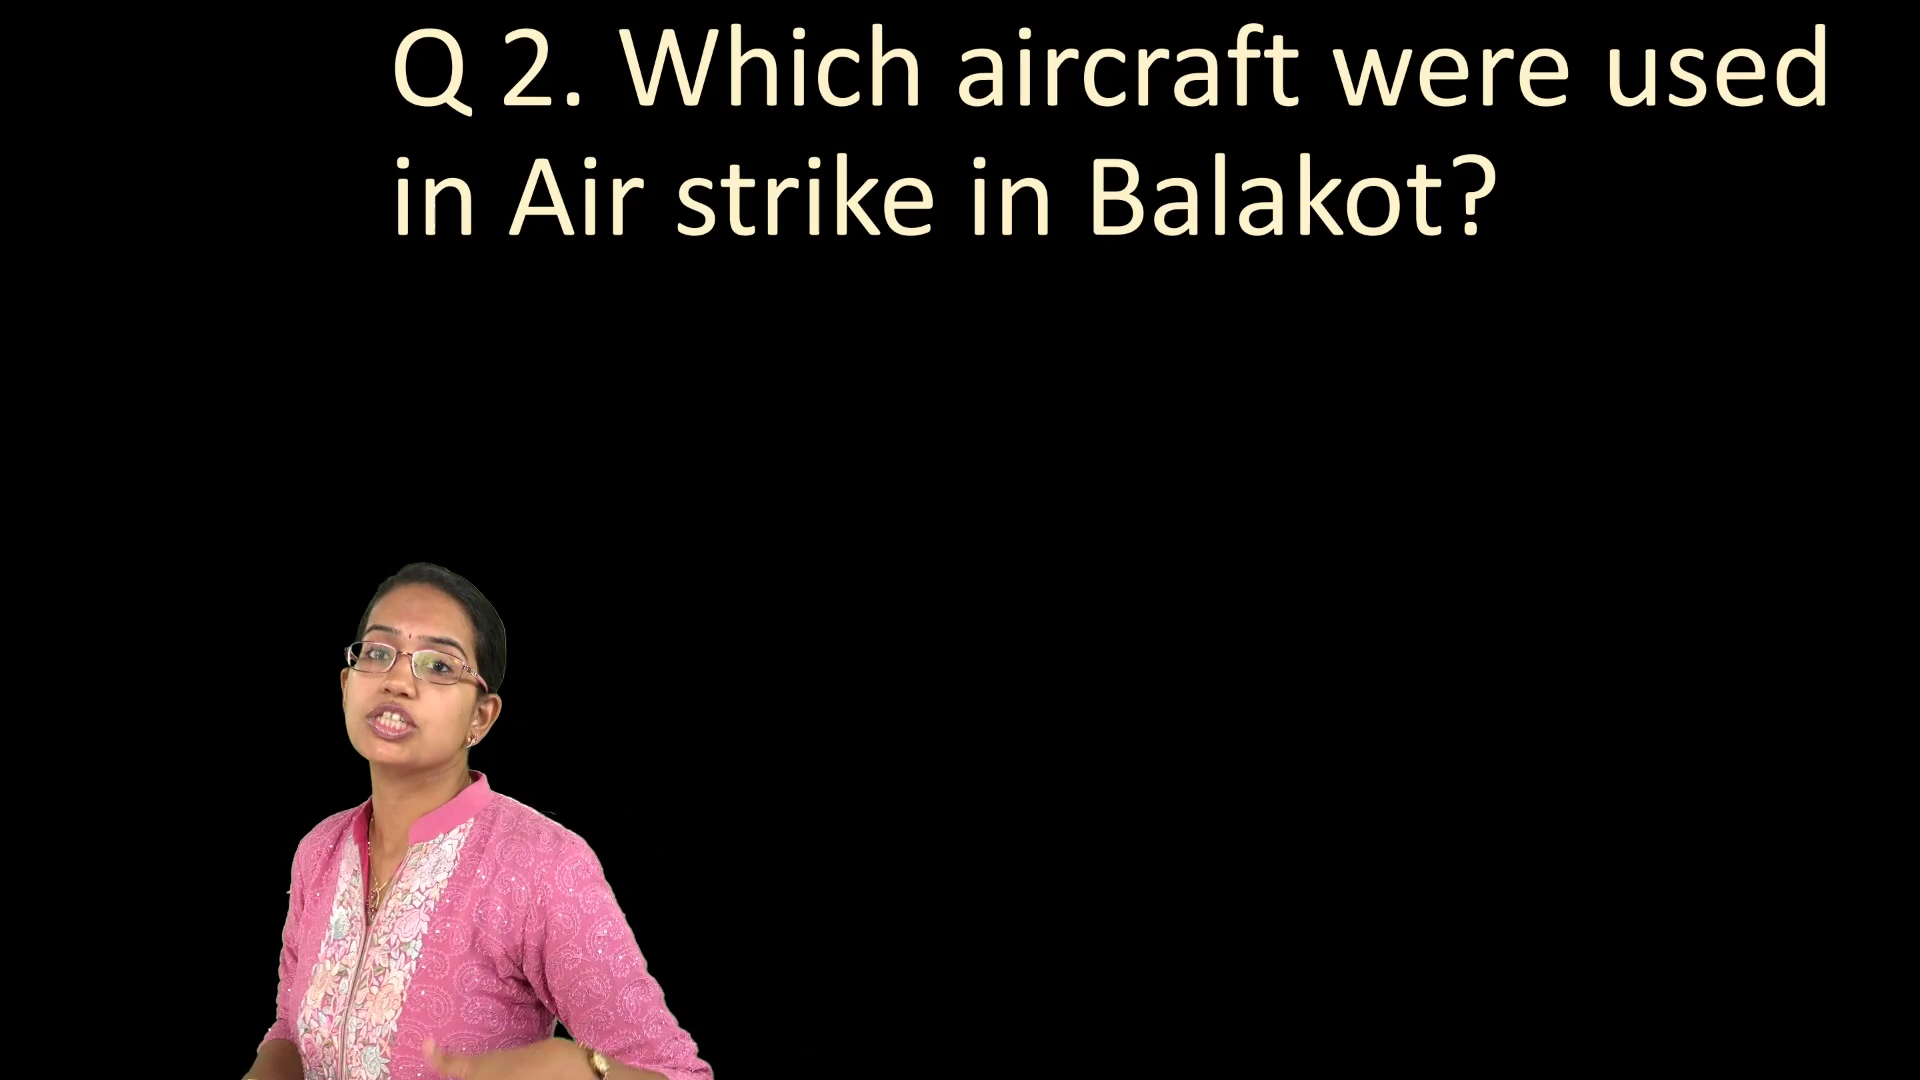 Q 2. Which aircraft were used
in Air strike in Balakot?